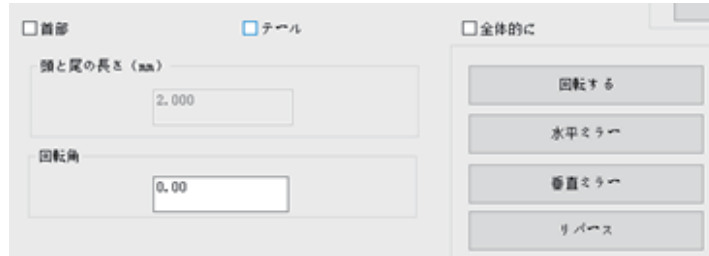 首部
テール
全体的に
頭と尾の長さ (mm)
2.000
回転する
水平ミラー
回転角
0.00
垂直ミラー
リバース